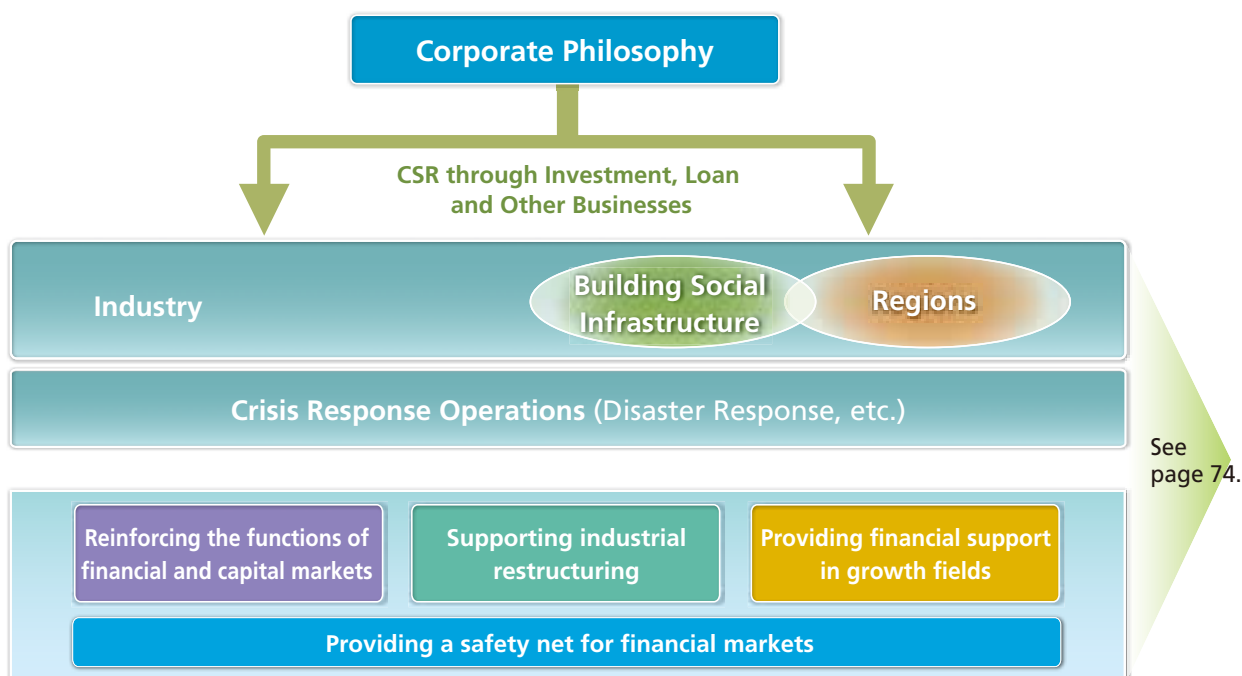 Corporate Philosophy
CSR through Investment, Loan
and Other Businesses
Industry
Building Social
Infrastructure
Regions
Crisis Response Operations (Disaster Response, etc.)
See
page 74.
Reinforcing the functions of
financial and capital markets
Supporting industrial
restructuring
Providing financial support
in growth fields
Providing a safety net for financial markets